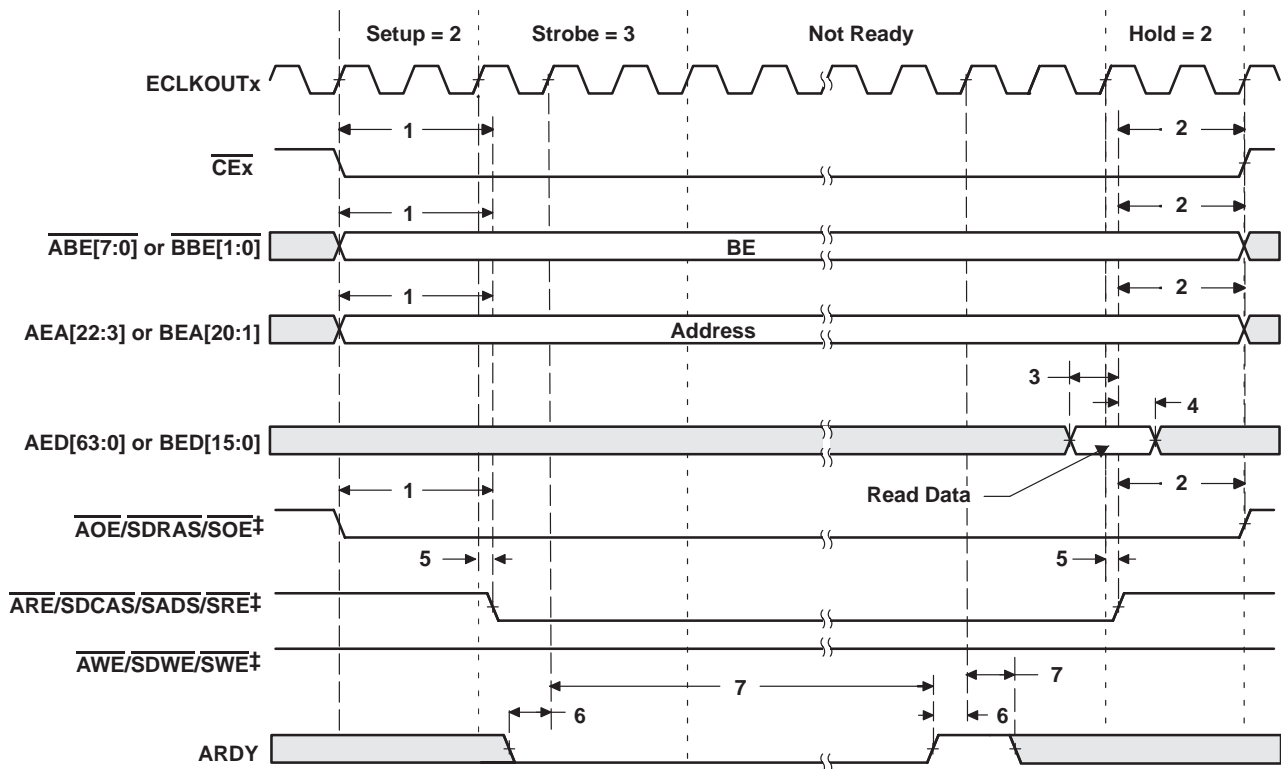 Setup = 2 Strobe = 3 Not Ready Hold = 2
ECLKOUTx
1 2
CEx
1 2
ABE[7:0] or BBE[1:0] BE
1 2
AEA[22:3] or BEA[20:1] Address
3
4
AED[63:0] or BED[15:0]
1 Read Data 2
AOE/SDRAS/SOE‡
5 5
ARE/SDCAS/SADS/SRE‡
AWE/SDWE/SWE‡
7 7
6 6
ARDY